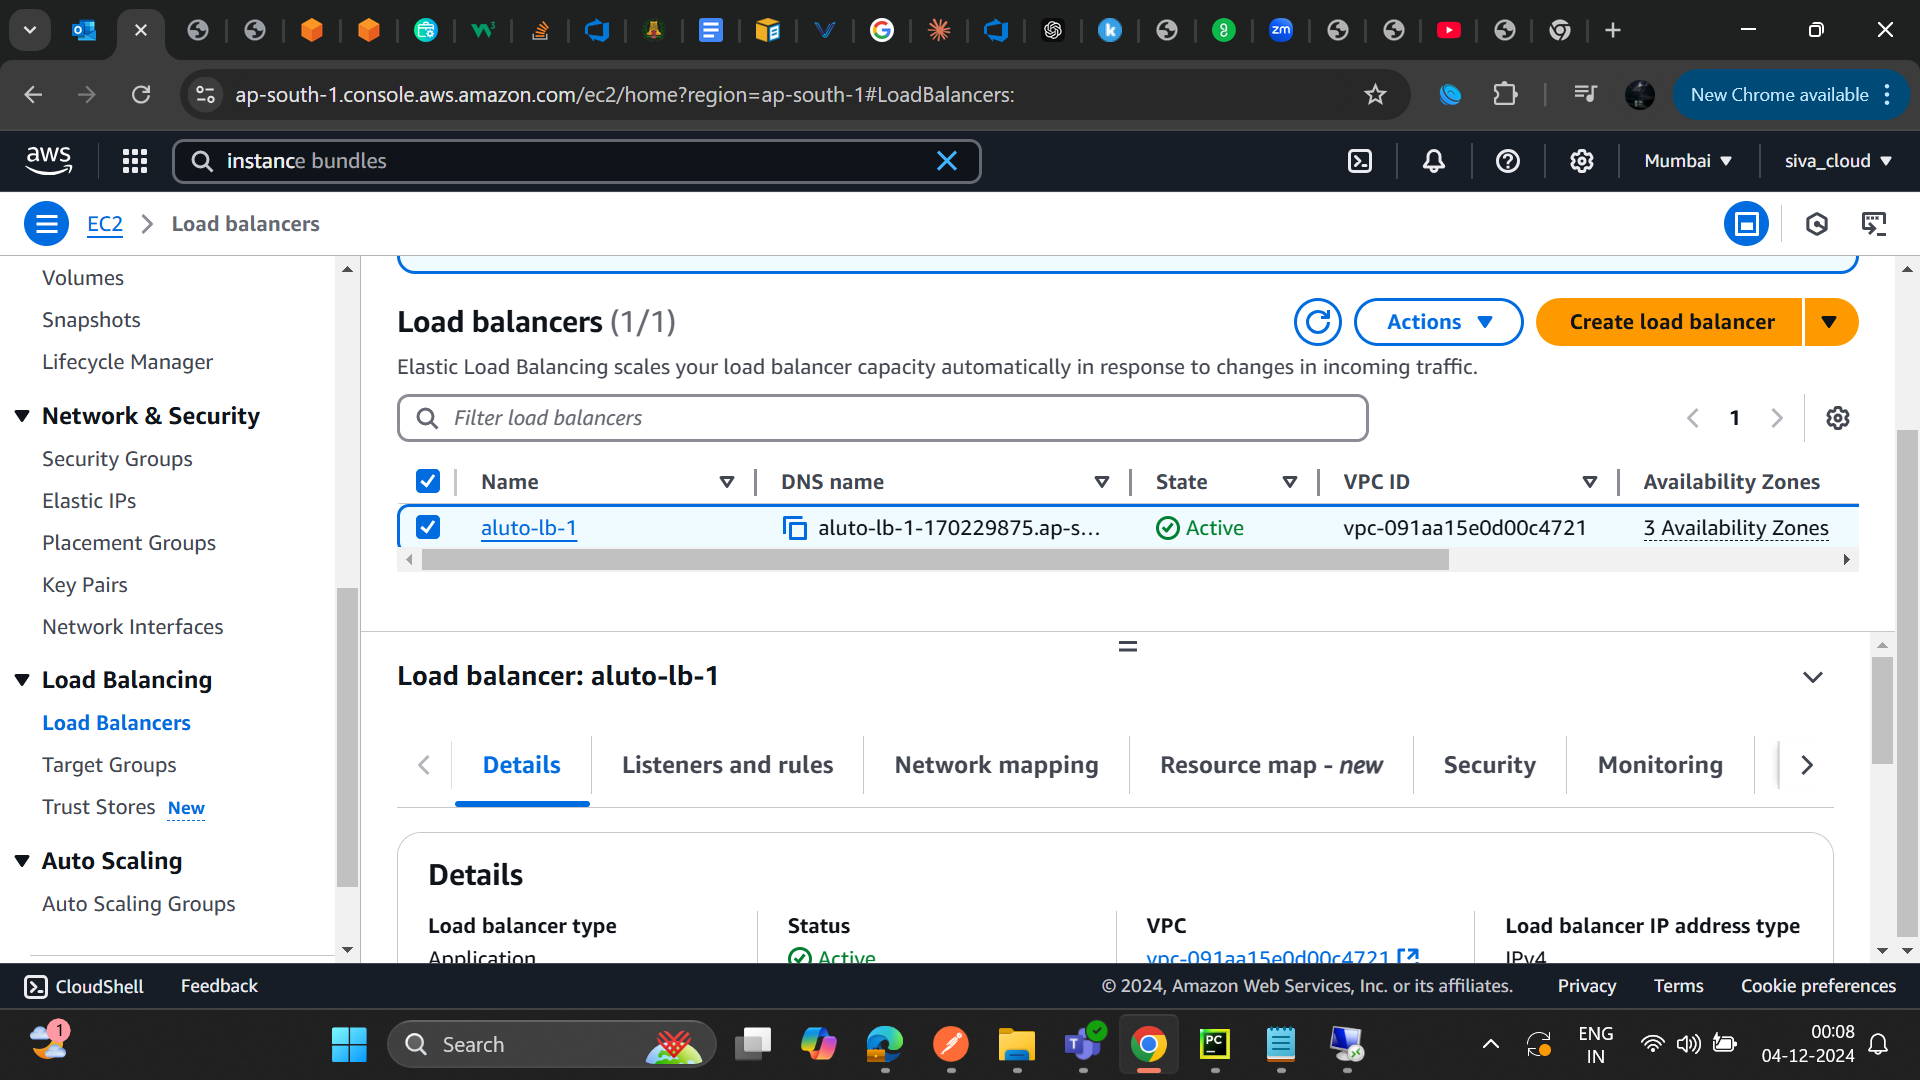 ap-south-1.console.aws.amazon.com/ec2/home?region=ap-south-1#LoadBalancers:
New Chrome available
aws
instance bundles
Mumbai
siva_cloud
EC2
Load balancers
Volumes
Snapshots
Lifecycle Manager
Network & Security
Security Groups
Elastic IPs
Placement Groups
Key Pairs
Network Interfaces
Load Balancing
Load Balancers
Target Groups
Trust Stores New
Auto Scaling
Auto Scaling Groups
Load balancers (1/1)
Actions
Create load balancer
Elastic Load Balancing scales your load balancer capacity automatically in response to changes in incoming traffic.
Filter load balancers
1
Name DNS name State VPC ID Availability Zones
aluto-lb-1 aluto-lb-1-170229875.ap-s... Active vpc-091aa15e0d00c4721 3 Availability Zones
Load balancer: aluto-lb-1
Details Listeners and rules Network mapping Resource map - new Security Monitoring
Details
Load balancer type
Application
Status
Active
VPC
vpc-091aa15e0d00c4721
Load balancer IP address type
IPv4
CloudShell Feedback
© 2024, Amazon Web Services, Inc. or its affiliates. Privacy Terms Cookie preferences
1
Search
ENG
IN
00:08
04-12-2024